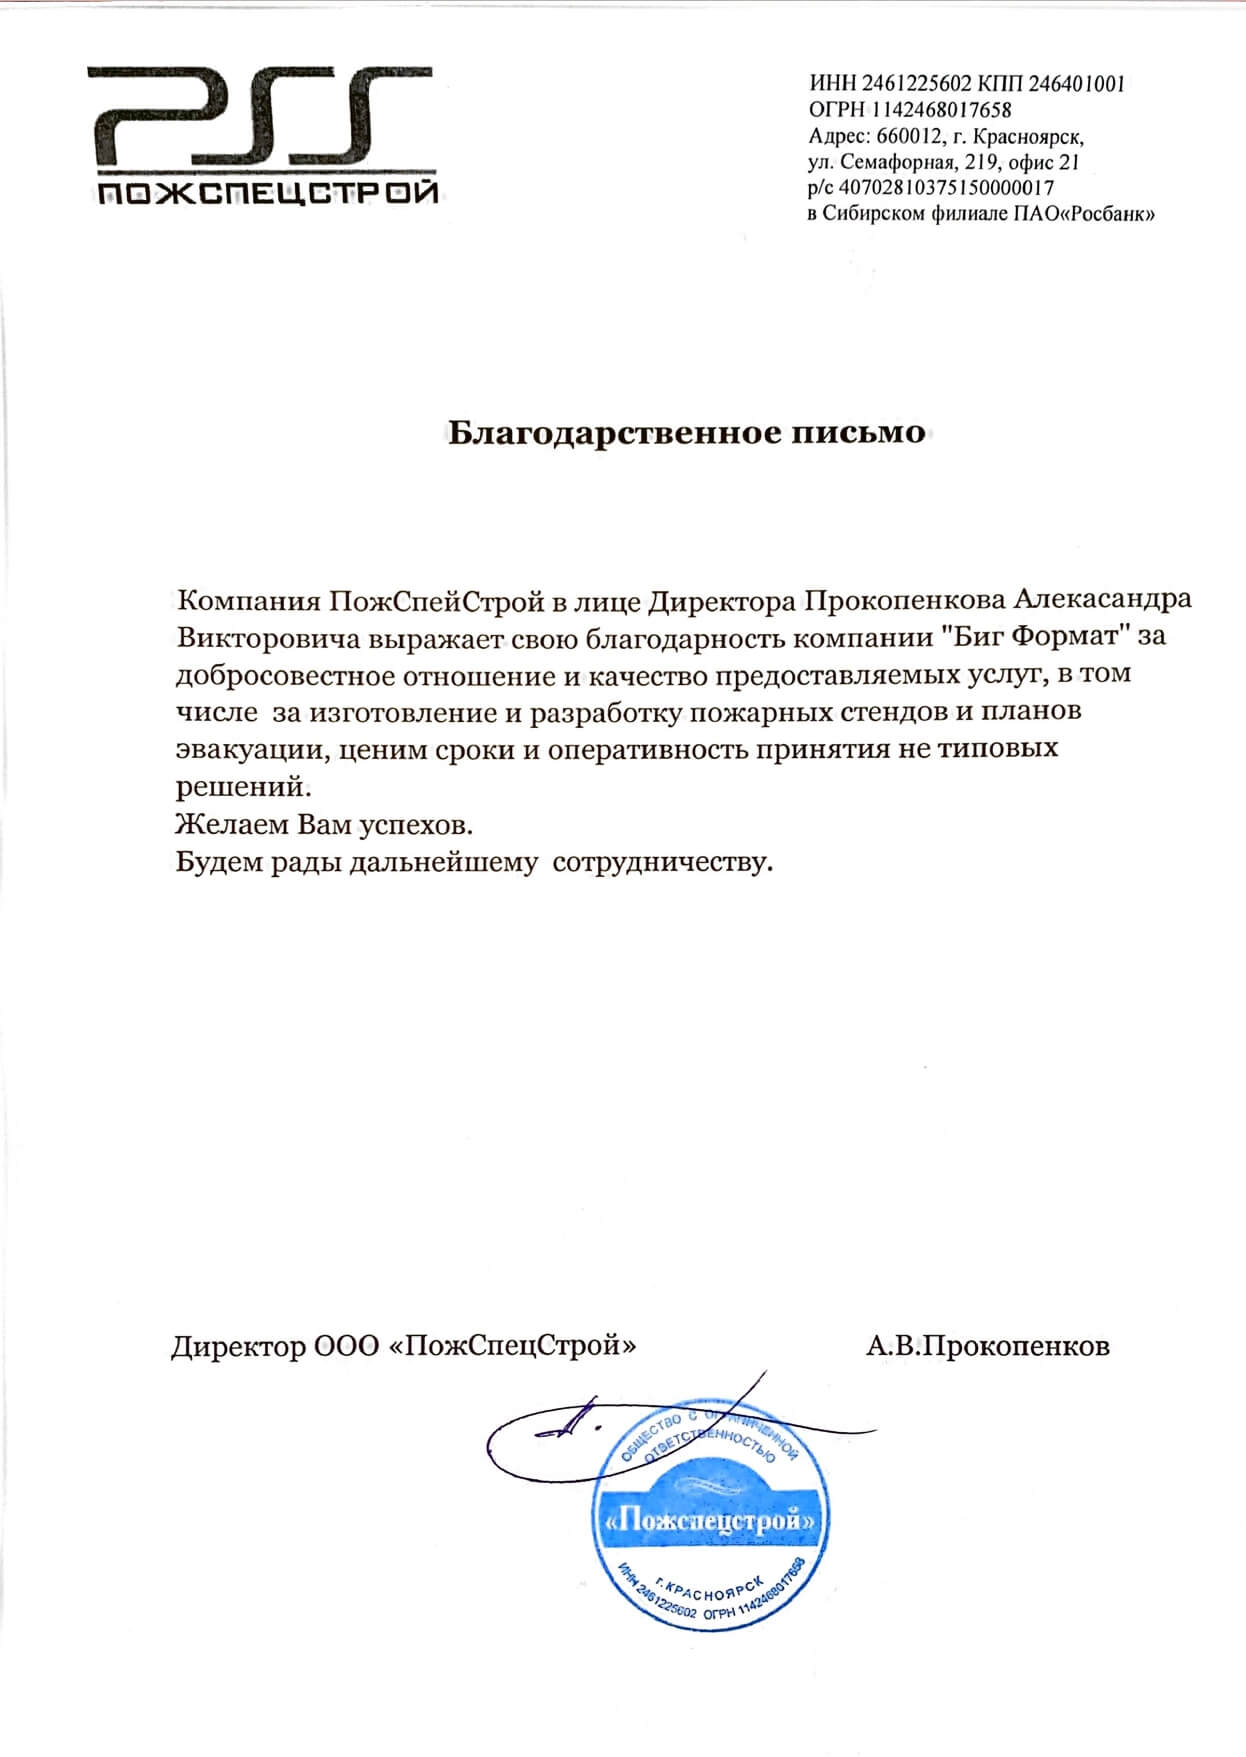 PSS
ПОЖСПЕЦСТРОЙ
ИНН 2461225602 КПП 246401001
ОГРН 1142468017658
Адрес: 660012, г. Красноярск,
ул. Семафорная, 219, офис 21
р/с 40702810375150000017
в Сибирском филиале ПАО«Росбанк»
Благодарственное письмо
Компания ПожСпейСтрой в лице Директора Прокопенкова Алекасандра
Викторовича выражает свою благодарность компании "Биг Формат" за
добросовестное отношение и качество предоставляемых услуг, в том
числе  за изготовление и разработку пожарных стендов и планов
эвакуации, ценим сроки и оперативность принятия не типовых
решений.
Желаем Вам успехов.
Будем рады дальнейшему  сотрудничеству.
Директор ООО «ПожСпецСтрой» А.В.Прокопенков
ОБЩЕСТВО С ОГРАНИЧЕННОЙ
ОТВЕТСТВЕННОСТЬЮ
«Пожспецстрой»
г. КРАСНОЯРСК
ИНН 2461225602 ОГРН 1142468017658